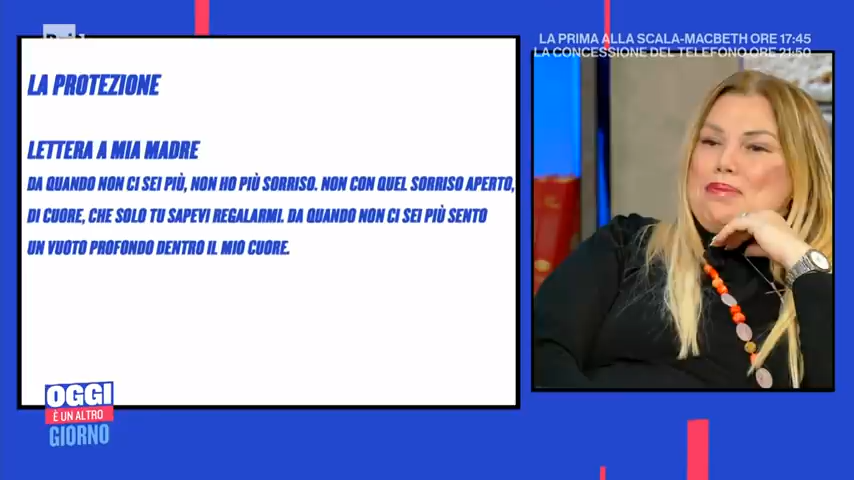 LA PRIMA ALLA SCALA-MACBETH ORE 17:45
LA CONCESSIONE DEL TELEFONO ORE 21:50
LA PROTEZIONE
LETTERA A MIA MADRE
DA QUANDO NON CI SEI PIÙ, NON HO PIÙ SORRISO. NON CON QUEL SORRISO APERTO,
DI CUORE, CHE SOLO TU SAPEVI REGALARMI. DA QUANDO NON CI SEI PIÙ SENTO
UN VUOTO PROFONDO DENTRO IL MIO CUORE.
OGGI
È UN ALTRO
GIORNO